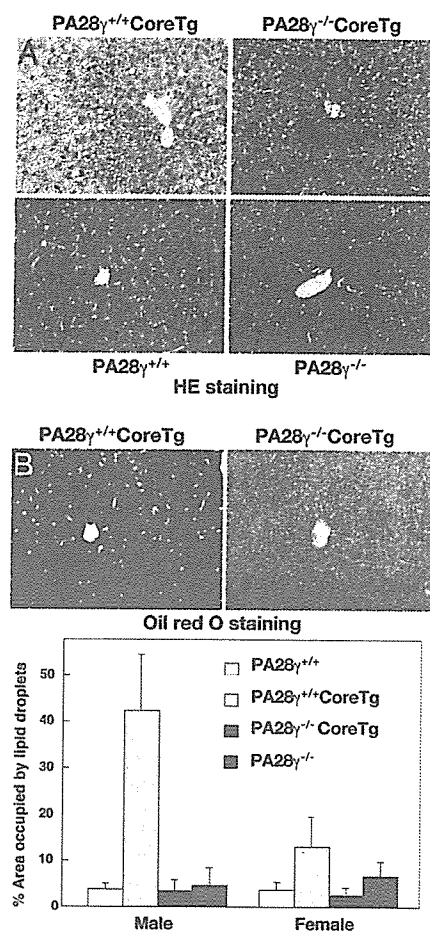 PA28γ+/+CoreTg PA28γ-/-CoreTg
A
PA28γ+/+ PA28γ-/-
HE staining
PA28γ+/+CoreTg PA28γ-/-CoreTg
B
Oil red O staining
% Area occupied by lipid droplets
50
40
30
20
10
0
PA28γ+/+
PA28γ+/+CoreTg
PA28γ-/-CoreTg
PA28γ-/-
Male Female